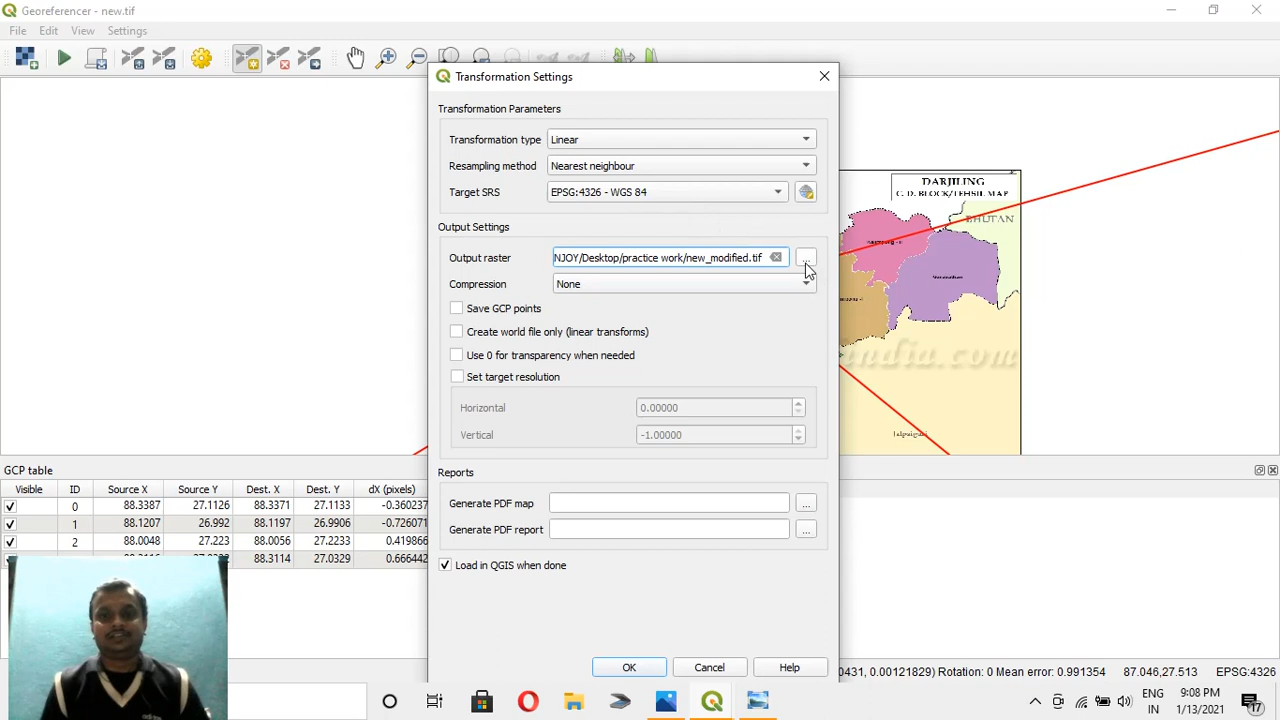 Georeferencer - new.tif
File Edit View Settings
Transformation Settings
Transformation Parameters
Transformation type Linear
Resampling method Nearest neighbour
Target SRS EPSG:4326 - WGS 84
Output Settings
Output raster NJOY/Desktop/practice work/new_modified.tif ...
Compression None
Save GCP points
Create world file only (linear transforms)
Use 0 for transparency when needed
Set target resolution
Horizontal 0.00000
Vertical -1.00000
Reports
Generate PDF map ...
Generate PDF report ...
Load in QGIS when done
OK Cancel Help
DARJILING
C. D. BLOCK/TEHSIL MAP
BHUTAN
india.com
GCP table
Visible ID Source X Source Y Dest. X Dest. Y dX (pixels)
0 88.3387 27.1126 88.3371 27.1133 -0.360237
1 88.1207 26.992 88.1197 26.9906 -0.726071
2 88.0048 27.223 88.0056 27.2233 0.419866
88.3114 27.0329 0.666442
0431, 0.00121829) Rotation: 0 Mean error: 0.991354 87.046,27.513 EPSG:4326
ENG
IN
9:08 PM
1/13/2021
17